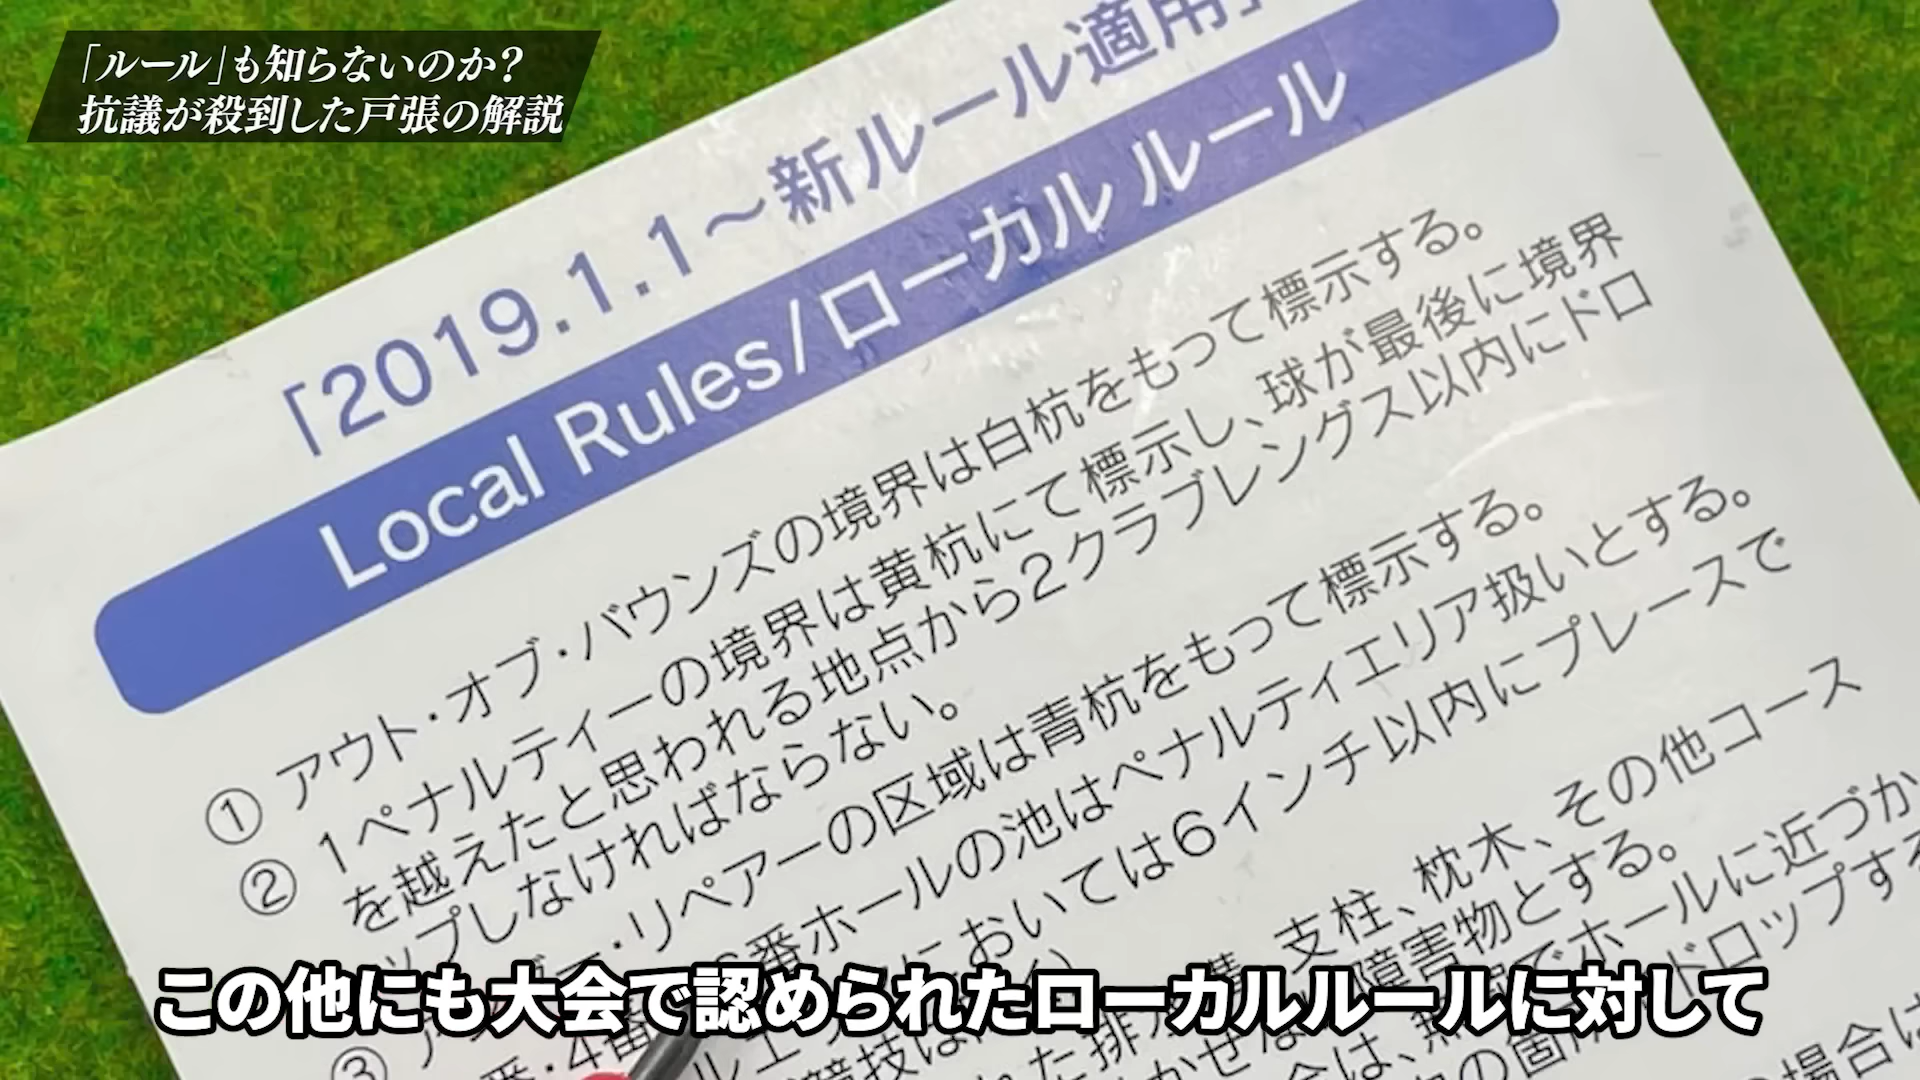 「ルール」も知らないのか?
抗議が殺到した戸張の解説
「2019.1.1〜新ルール適用」
Local Rules/ローカル ルール
① アウト・オブ・バウンズの境界は白杭をもって標示する。
② 1ペナルティーの境界は黄杭にて標示し、球が最後に境界
を越えたと思われる地点から2クラブレングス以内にドロ
ップしなければならない。
③ ・リペアーの区域は青杭をもって標示する。
番・4番 番ホールの池はペナルティエリア扱いとする。
においては6インチ以内にプレースで
支柱、枕木、その他コース
障害物とする。
でホールに近づか
ドロップする
場合は
この他にも大会で認められたローカルルールに対して